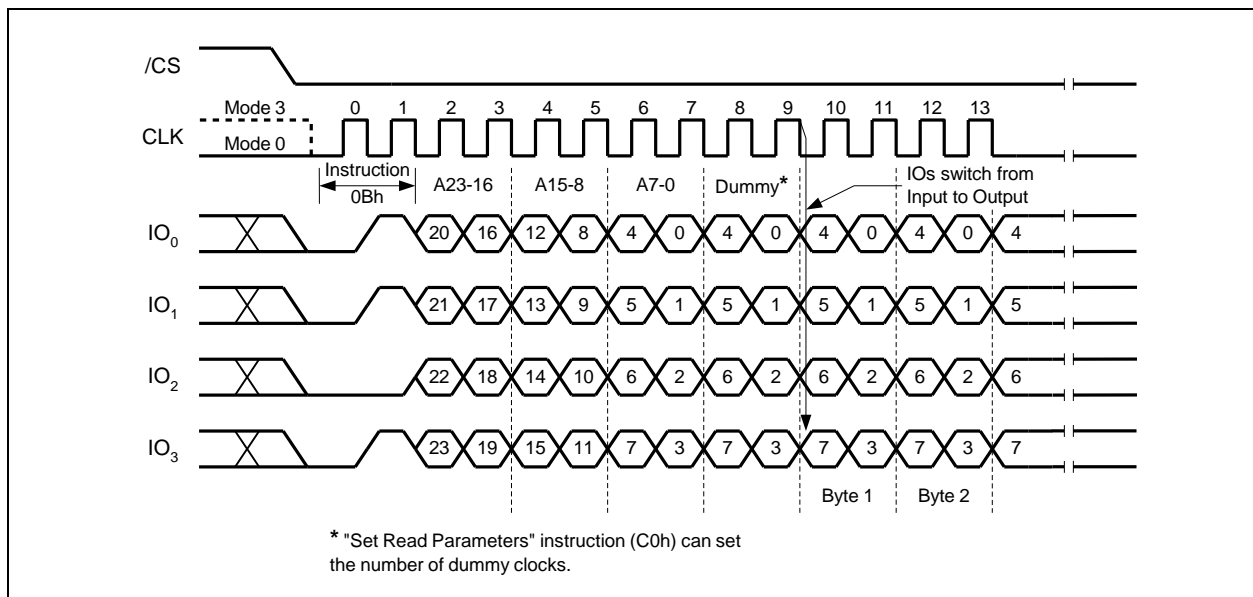 /CS
Mode 3 0 1 2 3 4 5 6 7 8 9 10 11 12 13
CLK Mode 0
Instruction
0Bh
A23-16 A15-8 A7-0 Dummy*
IOs switch from
Input to Output
IO0 20 16 12 8 4 0 4 0 4 0 4 0 4
IO1 21 17 13 9 5 1 5 1 5 1 5 1 5
IO2 22 18 14 10 6 2 6 2 6 2 6 2 6
IO3 23 19 15 11 7 3 7 3 7 3 7 3 7
Byte 1 Byte 2
* "Set Read Parameters" instruction (C0h) can set
the number of dummy clocks.